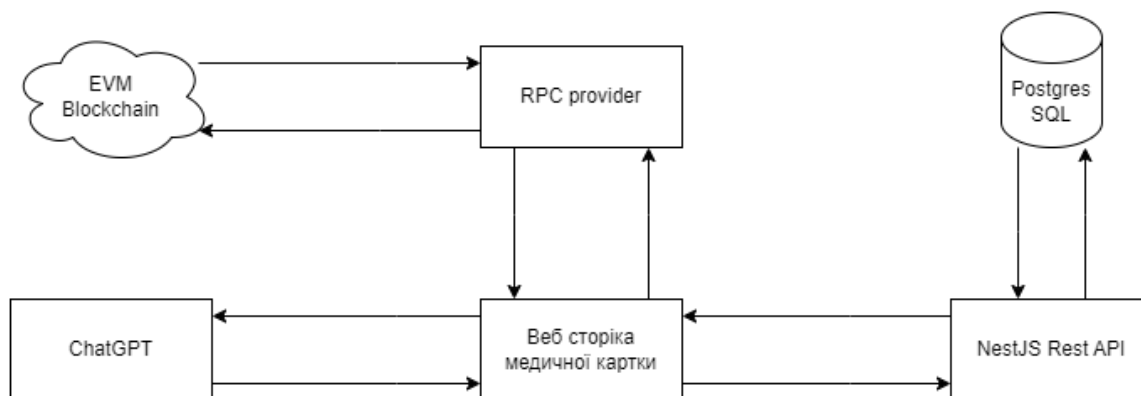 EVM
Blockchain
RPC provider
Postgres
SQL
ChatGPT
Веб сторіка
медичної картки
NestJS Rest API